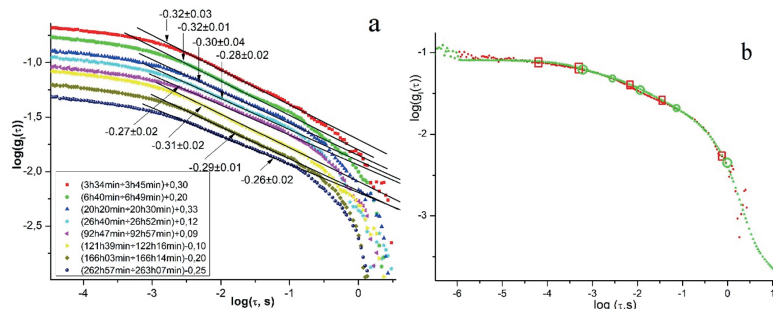 a
-0.32±0.03
-0.32±0.01
-0.30±0.04
-0.28±0.02
-0.27±0.02
-0.31±0.02
-0.29±0.01
-0.26±0.02
log(g₁(τ))
-1.0
-1.5
-2.0
-2.5
(3h34min÷3h45min)+0,30
(6h40min÷6h49min)+0,20
(20h20min÷20h30min)+0,33
(26h40min÷26h52min)+0,12
(92h47min÷92h57min)+0,09
(121h39min÷122h16min)-0,10
(166h03min÷166h14min)-0,20
(262h57min÷263h07min)-0,25
-4 -3 -2 -1 0
log(τ, s)
b
log(g₁(τ))
-1
-2
-3
-6 -5 -4 -3 -2 -1 0 1
log (τ,s)